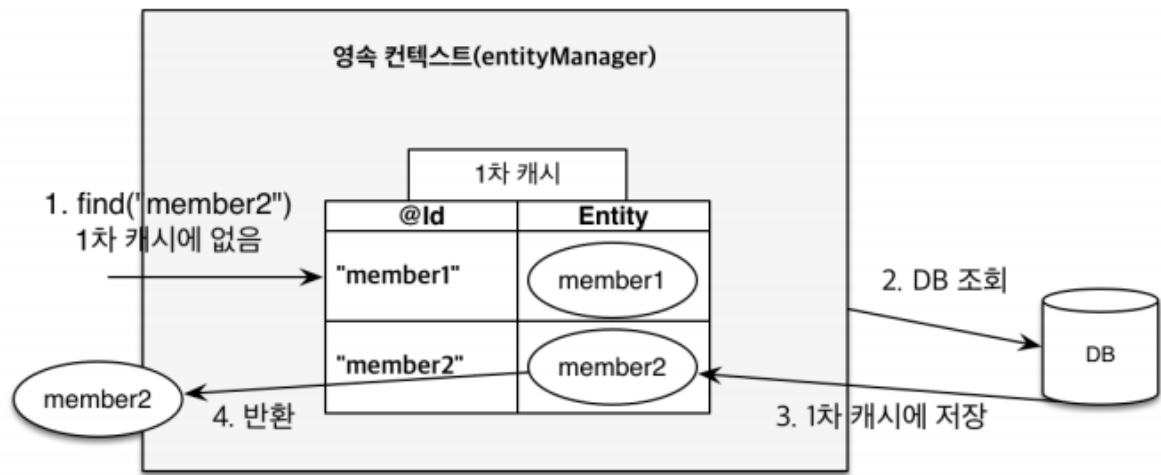 영속 컨텍스트(entityManager)
1차 캐시
1. find("member2")
1차 캐시에 없음
@Id
Entity
"member1"
member1
2. DB 조회
"member2"
member2
DB
member2
4. 반환
3. 1차 캐시에 저장